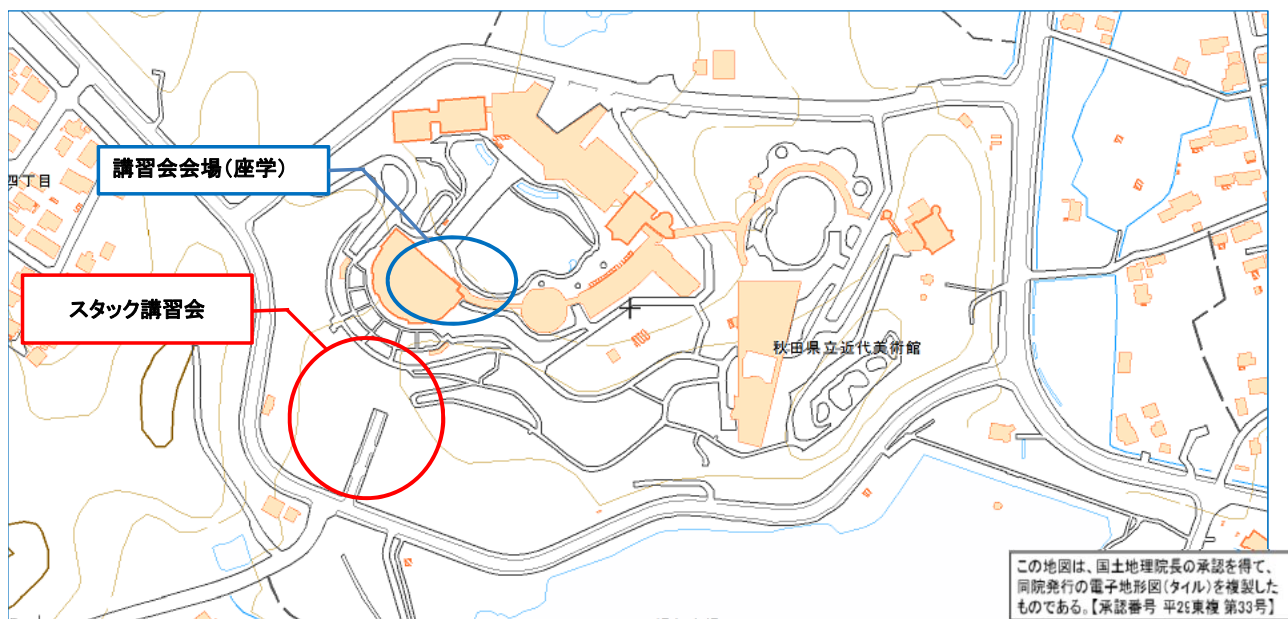 講習会会場(座学)
四丁目
スタック講習会
秋田県立近代美術館
この地図は、国土地理院長の承認を得て、
同院発行の電子地形図(タイル)を複製した
ものである。【承認番号 平29東複 第33号】